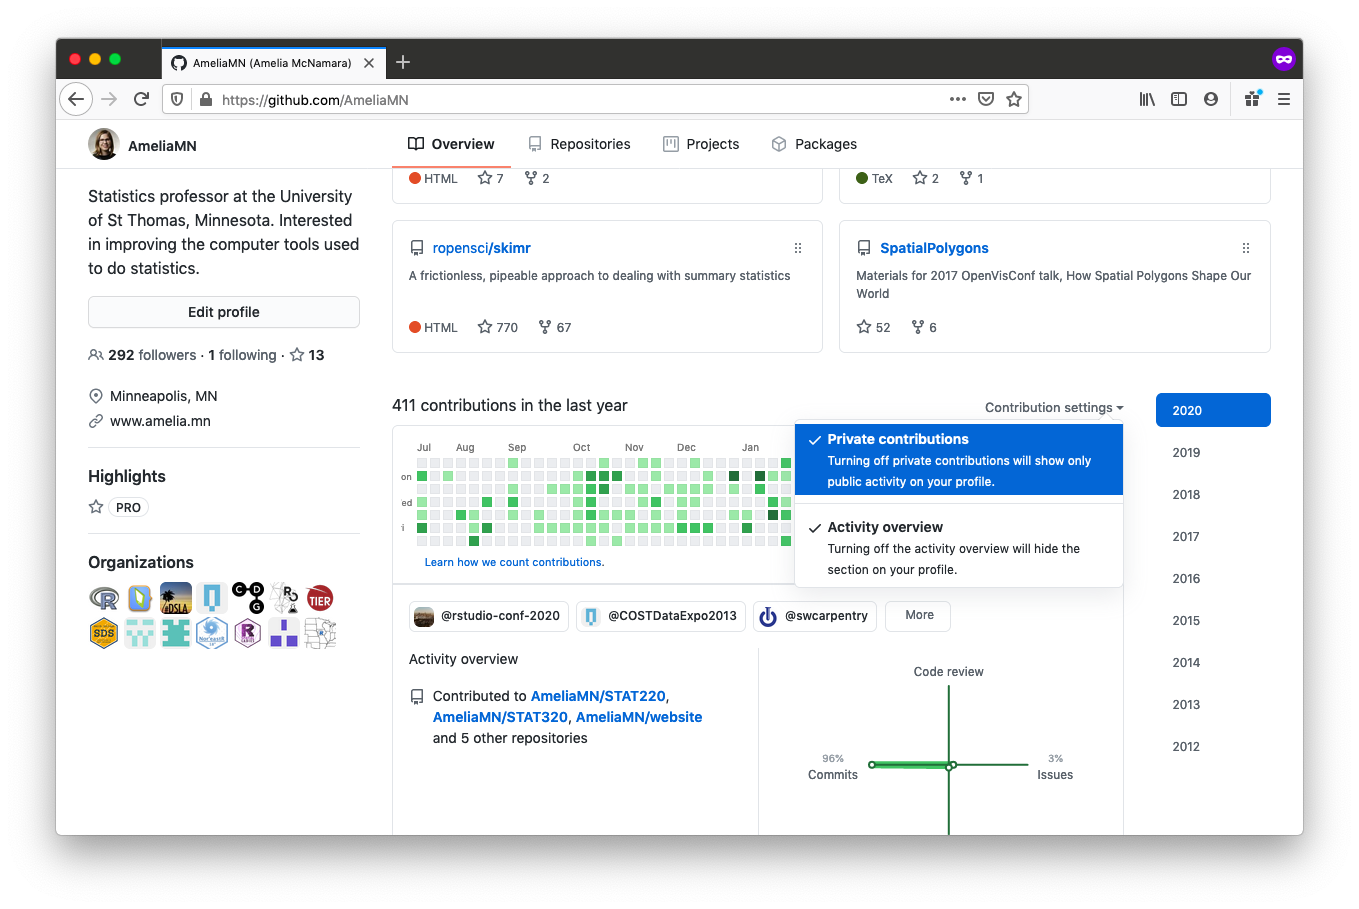 AmeliaMN (Amelia McNamara)
https://github.com/AmeliaMN
AmeliaMN
Overview
Repositories
Projects
Packages
Statistics professor at the University
of St Thomas, Minnesota. Interested
in improving the computer tools used
to do statistics.
Edit profile
292 followers · 1 following · 13
Minneapolis, MN
www.amelia.mn
Highlights
PRO
Organizations
DSLA
C D
G
R
TIER
SDS
HTML 7 2
TeX 2 1
ropensci/skimr
A frictionless, pipeable approach to dealing with summary statistics
HTML 770 67
SpatialPolygons
Materials for 2017 OpenVisConf talk, How Spatial Polygons Shape Our
World
52 6
411 contributions in the last year
Contribution settings
Jul Aug Sep Oct Nov Dec Jan
on
ed
i
Learn how we count contributions.
Private contributions
Turning off private contributions will show only
public activity on your profile.
Activity overview
Turning off the activity overview will hide the
section on your profile.
@rstudio-conf-2020
@COSTDataExpo2013
@swcarpentry
More
Activity overview
Contributed to AmeliaMN/STAT220,
AmeliaMN/STAT320, AmeliaMN/website
and 5 other repositories
Code review
96%
Commits
3%
Issues
2020
2019
2018
2017
2016
2015
2014
2013
2012